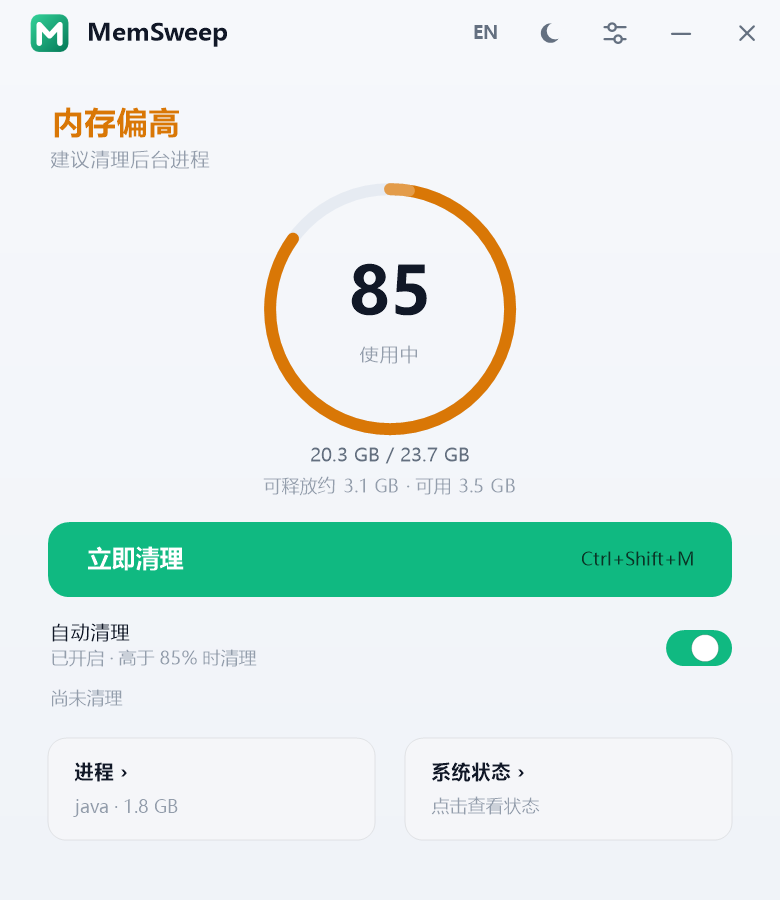 MemSweep
EN
内存偏高
建议清理后台进程
85
使用中
20.3 GB / 23.7 GB
可释放约 3.1 GB · 可用 3.5 GB
立即清理
Ctrl+Shift+M
自动清理
已开启 · 高于 85% 时清理
尚未清理
进程 ›
java · 1.8 GB
系统状态 ›
点击查看状态